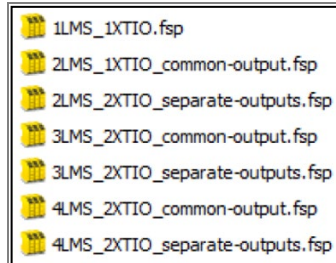 1LMS_1XTIO.fsp
2LMS_1XTIO_common-output.fsp
2LMS_2XTIO_separate-outputs.fsp
3LMS_2XTIO_common-output.fsp
3LMS_2XTIO_separate-outputs.fsp
4LMS_2XTIO_common-output.fsp
4LMS_2XTIO_separate-outputs.fsp